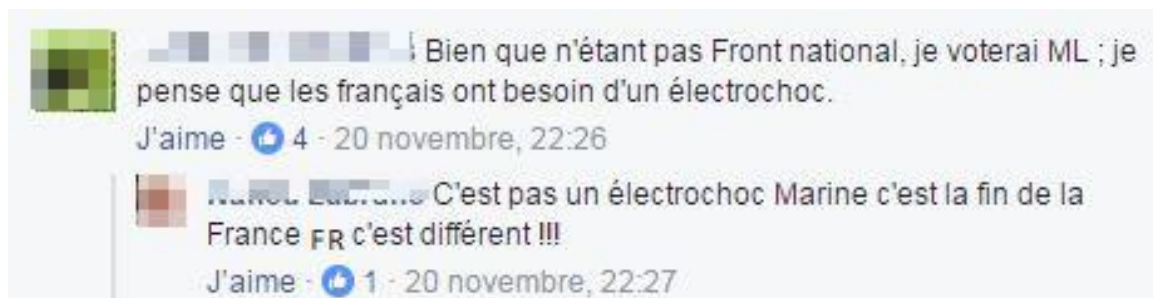 Bien que n'étant pas Front national, je voterai ML ; je
pense que les français ont besoin d'un électrochoc.
J'aime · 4 · 20 novembre, 22:26
C'est pas un électrochoc Marine c'est la fin de la
France FR c'est différent !!!
J'aime · 1 · 20 novembre, 22:27